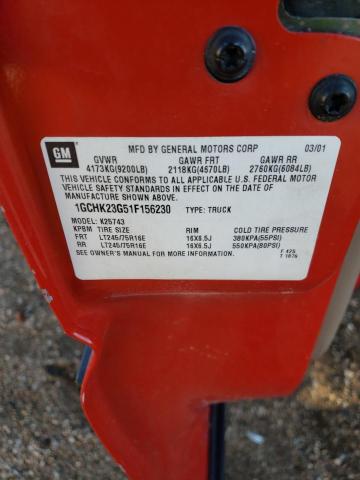 GM
MFD BY GENERAL MOTORS CORP 03/01
GVWR GAWR FRT GAWR RR
4173KG(9200LB) 2118KG(4670LB) 2760KG(6084LB)
THIS VEHICLE CONFORMS TO ALL APPLICABLE U.S. FEDERAL MOTOR
VEHICLE SAFETY STANDARDS IN EFFECT ON THE DATE OF
MANUFACTURE SHOWN ABOVE.
1GCHK23G51F156230 TYPE: TRUCK
MODEL: K25743
KPBM TIRE SIZE RIM COLD TIRE PRESSURE
FRT LT245/75R16E 16X6.5J 380KPA(55PSI)
RR LT245/75R16E 16X6.5J 550KPA(80PSI)
SEE OWNER'S MANUAL FOR MORE INFORMATION
F 425
T 1076